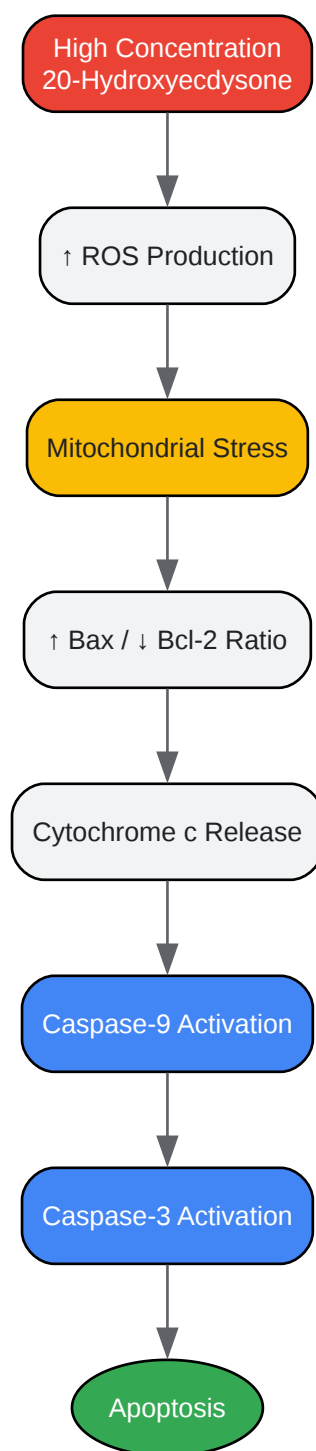 High Concentration
20-Hydroxyecdysone
↑ ROS Production
Mitochondrial Stress
↑ Bax / ↓ Bcl-2 Ratio
Cytochrome c Release
Caspase-9 Activation
Caspase-3 Activation
Apoptosis